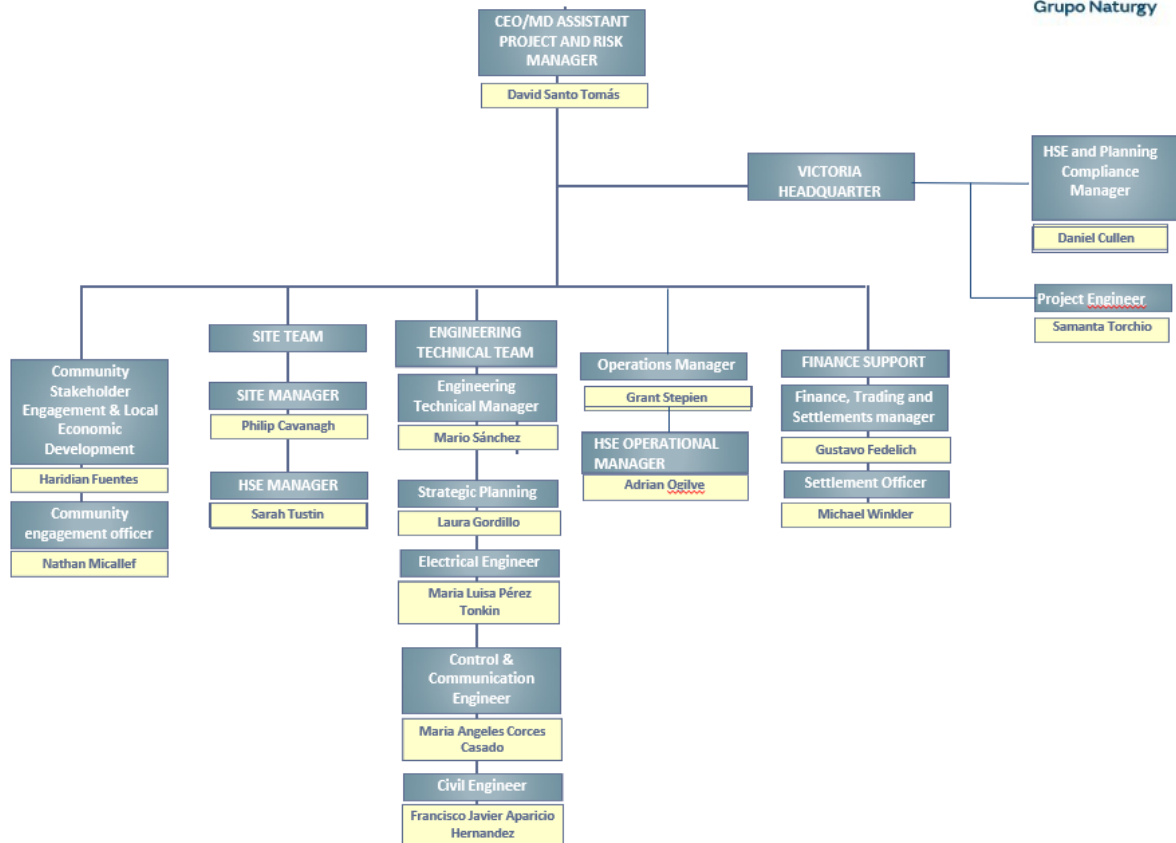 Grupo Naturgy
CEO/MD ASSISTANT
PROJECT AND RISK
MANAGER
David Santo Tomás
VICTORIA
HEADQUARTER
HSE and Planning
Compliance
Manager
Daniel Cullen
Project Engineer
Samanta Torchio
Community
Stakeholder
Engagement & Local
Economic
Development
Haridian Fuentes
Community
engagement officer
Nathan Micallef
SITE TEAM
SITE MANAGER
Philip Cavanagh
HSE MANAGER
Sarah Tustin
ENGINEERING
TECHNICAL TEAM
Engineering
Technical Manager
Mario Sánchez
Strategic Planning
Laura Gordillo
Electrical Engineer
Maria Luisa Pérez
Tonkin
Control &
Communication
Engineer
Maria Angeles Corces
Casado
Civil Engineer
Francisco Javier Aparicio
Hernandez
Operations Manager
Grant Stepien
HSE OPERATIONAL
MANAGER
Adrian Ogilve
FINANCE SUPPORT
Finance, Trading and
Settlements manager
Gustavo Fedelich
Settlement Officer
Michael Winkler